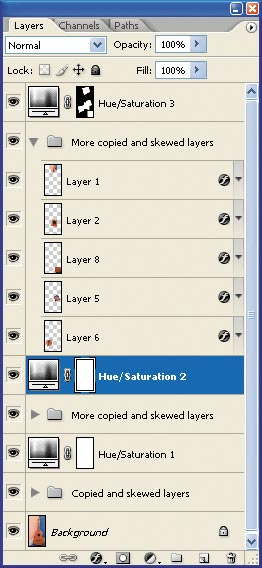 Layers Channels Paths
Normal Opacity: 100%
Lock: Fill: 100%
Hue/Saturation 3
More copied and skewed layers
Layer 1
Layer 2
Layer 8
Layer 5
Layer 6
Hue/Saturation 2
More copied and skewed layers
Hue/Saturation 1
Copied and skewed layers
Background